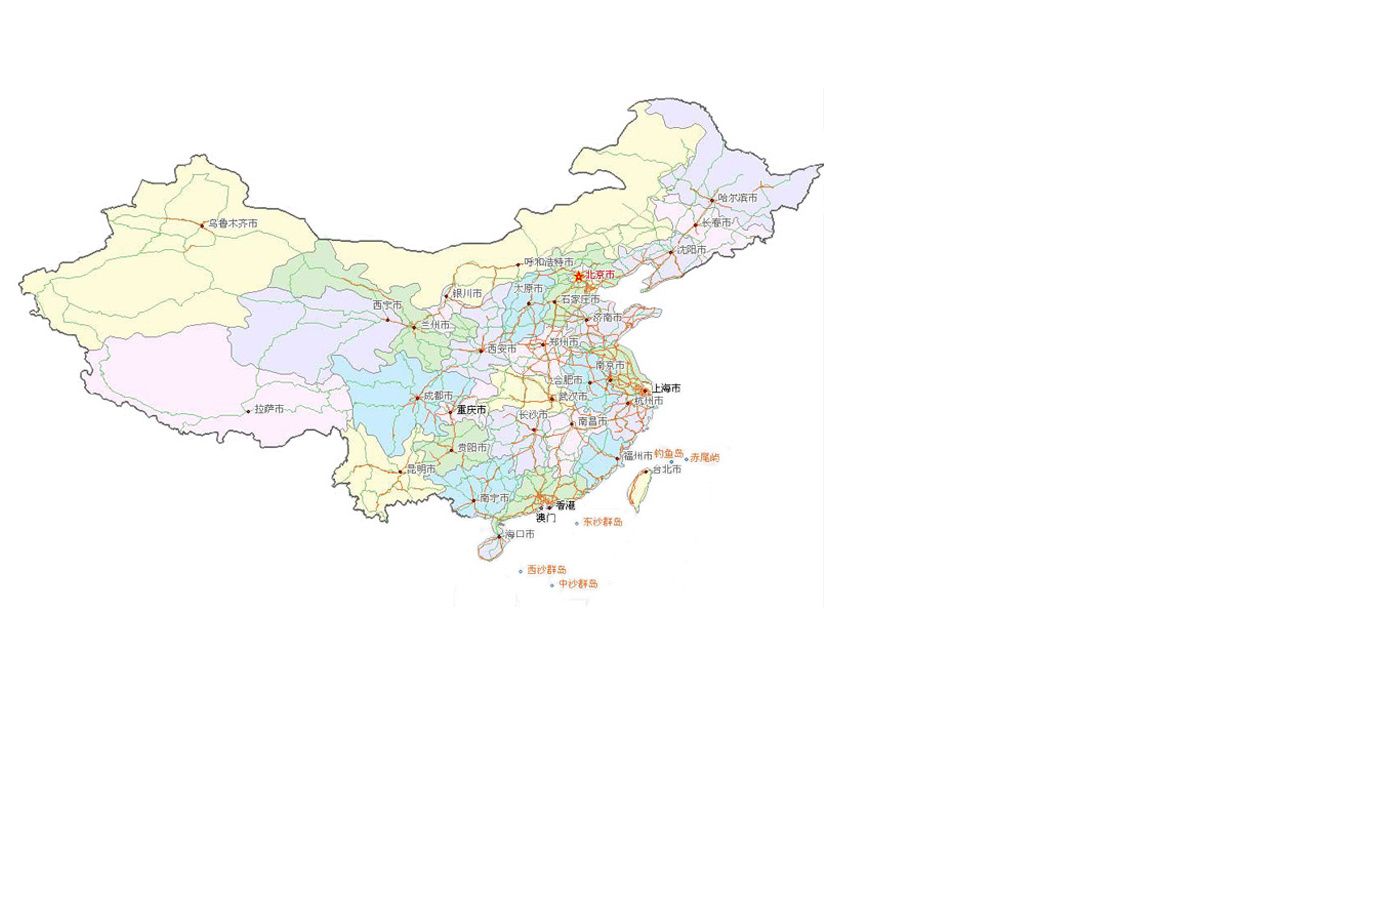 哈尔滨市
长春市
乌鲁木齐市
沈阳市
呼和浩特市
北京市
太原市
银川市
石家庄市
西宁市
济南市
兰州市
郑州市
西安市
南京市
合肥市
上海市
成都市
武汉市
杭州市
拉萨市
重庆市
长沙市
南昌市
贵阳市
福州市
钓鱼岛
赤尾屿
昆明市
台北市
南宁市
香港
澳门
东沙群岛
海口市
西沙群岛
中沙群岛